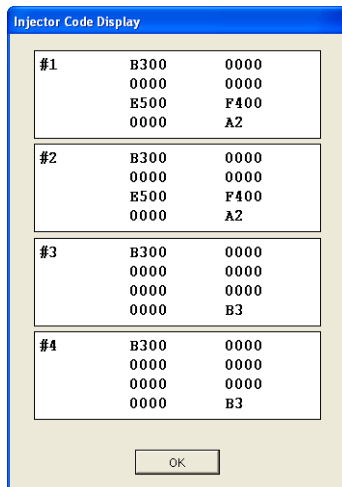 Injector Code Display
#1 B300 0000
0000 0000
E500 F400
0000 A2
#2 B300 0000
0000 0000
E500 F400
0000 A2
#3 B300 0000
0000 0000
0000 0000
0000 B3
#4 B300 0000
0000 0000
0000 0000
0000 B3
OK